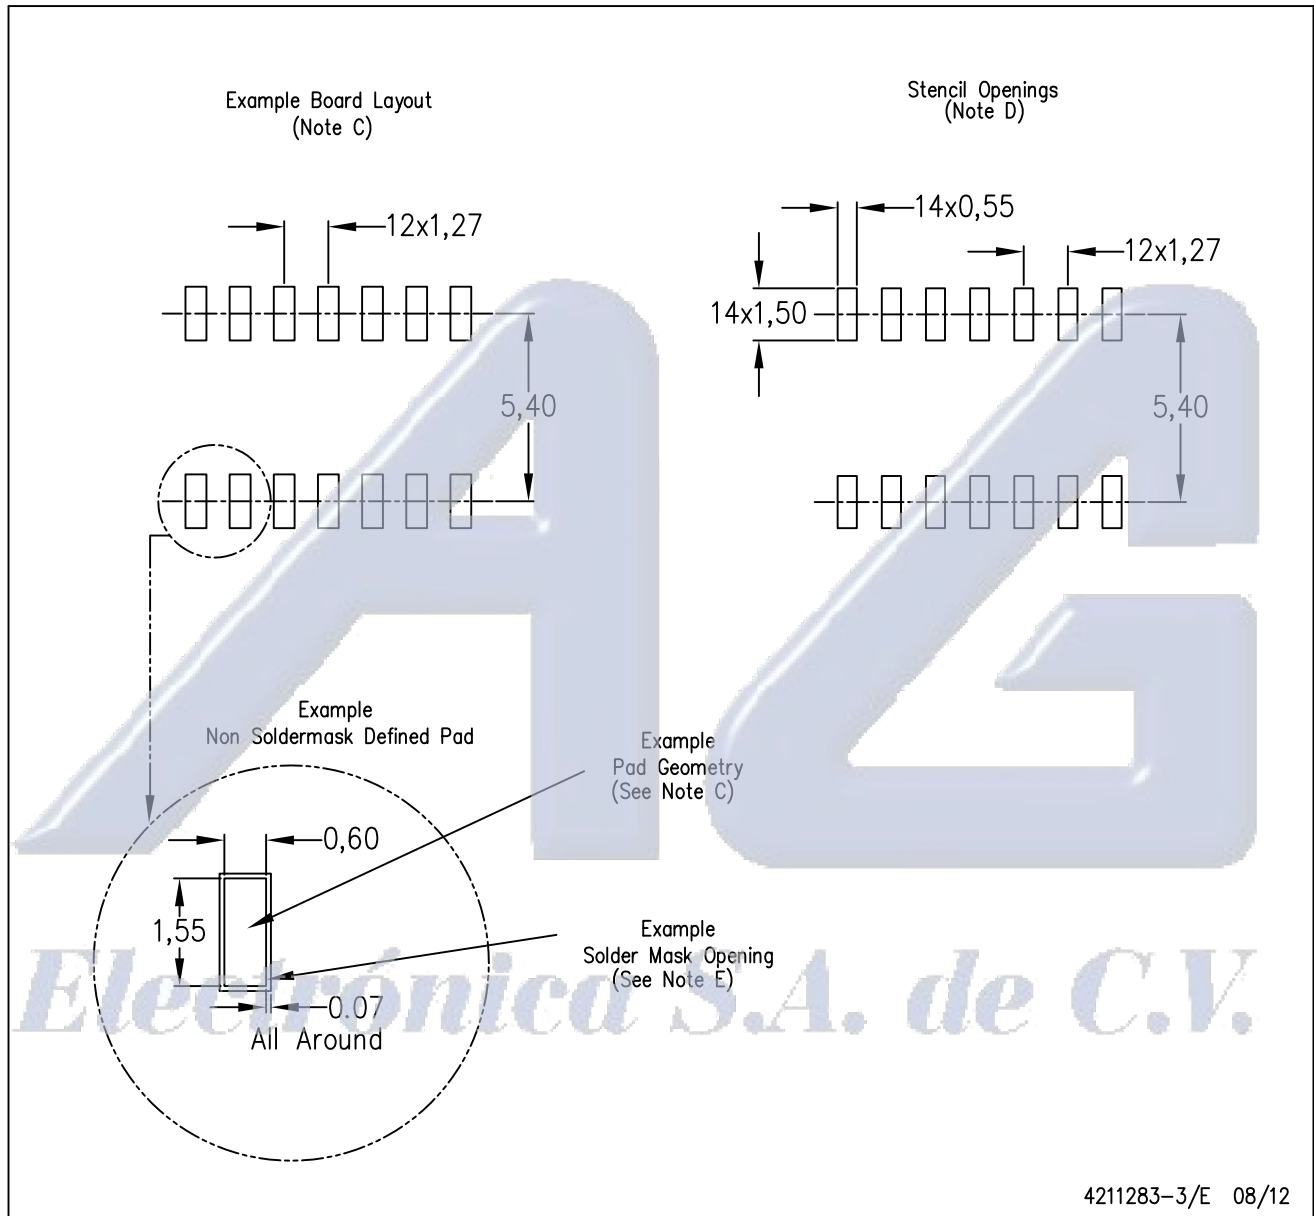 Example Board Layout
(Note C)
Stencil Openings
(Note D)
12x1,27
14x0,55
12x1,27
14x1,50
5,40
5,40
Example
Non Soldermask Defined Pad
Example
Pad Geometry
(See Note C)
0,60
1,55
Example
Solder Mask Opening
(See Note E)
0.07
All Around
AG
Electrónica S.A. de C.V.
4211283-3/E 08/12